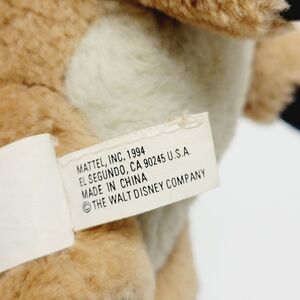 MATTEL, INC. 1994
EL SEGUNDO, CA 90245 U.S.A.
MADE IN CHINA
© THE WALT DISNEY COMPANY